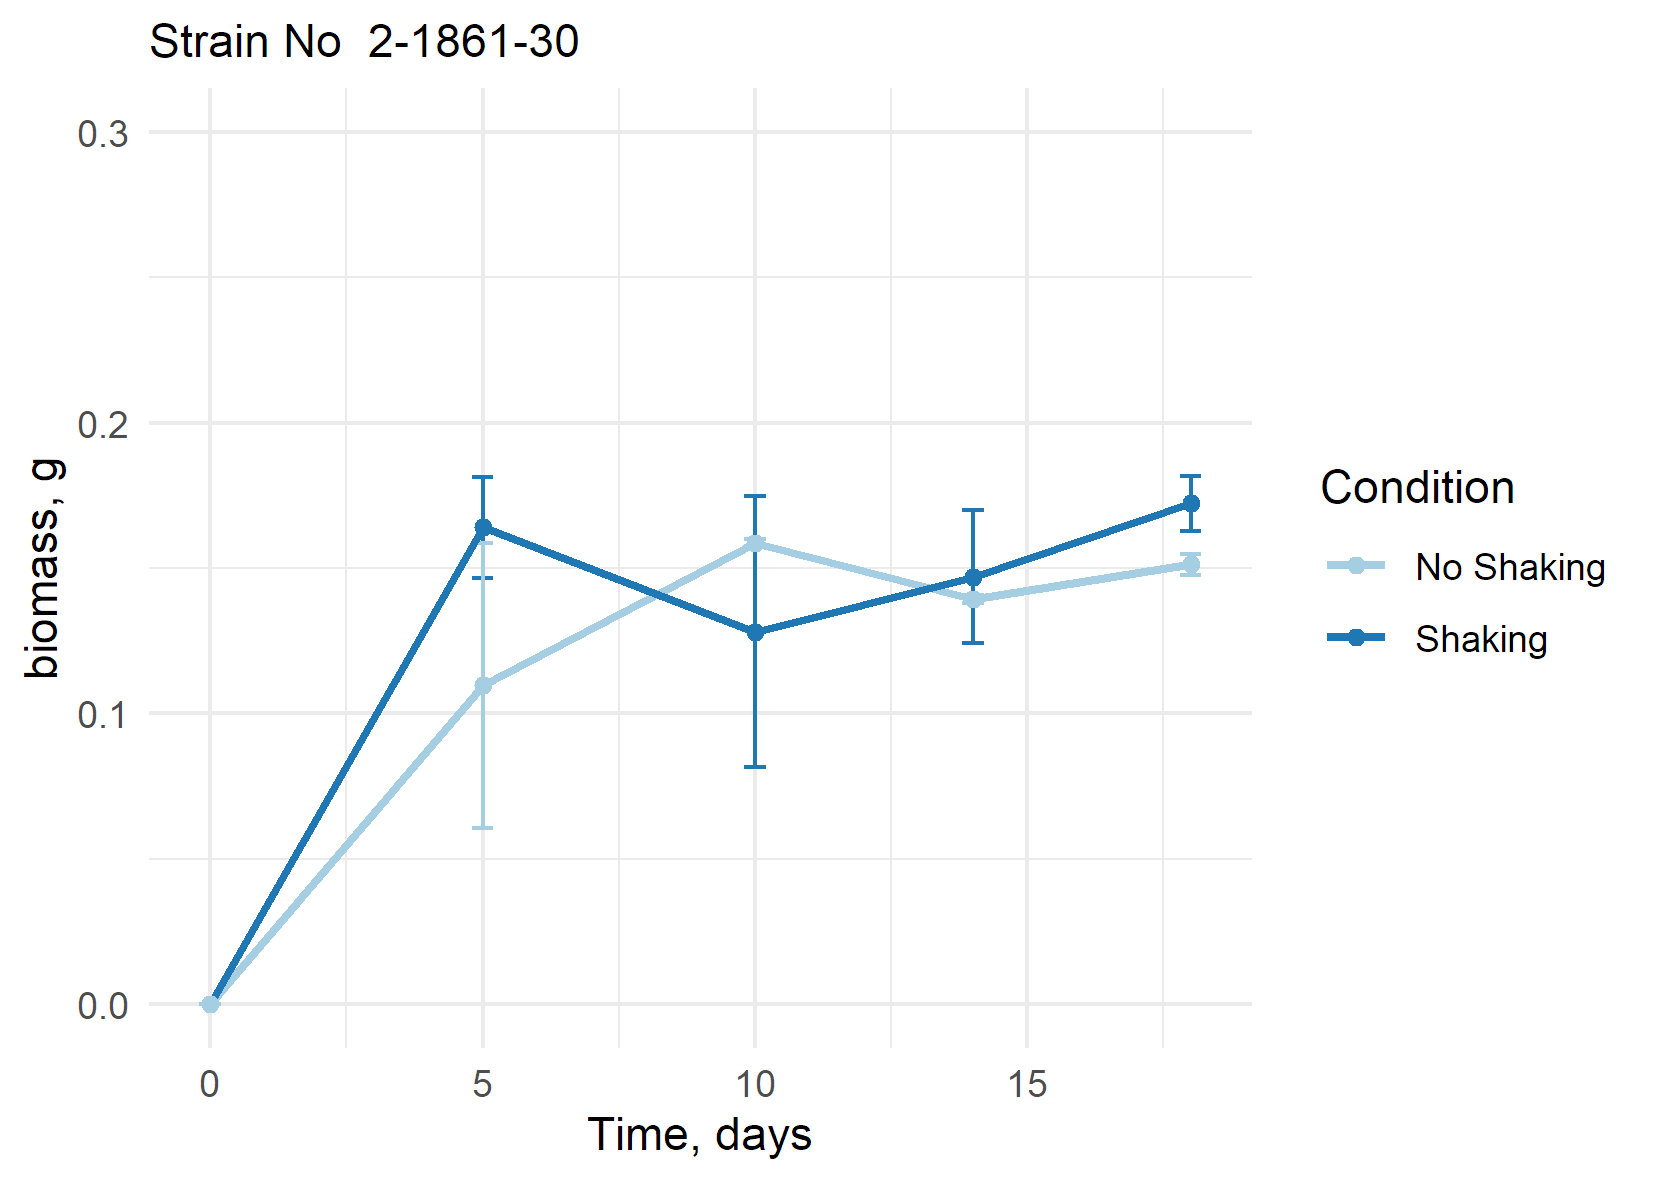 Strain No  2-1861-30
0.3
0.2
0.1
0.0
biomass, g
0
5
10
15
Time, days
Condition
No Shaking
Shaking